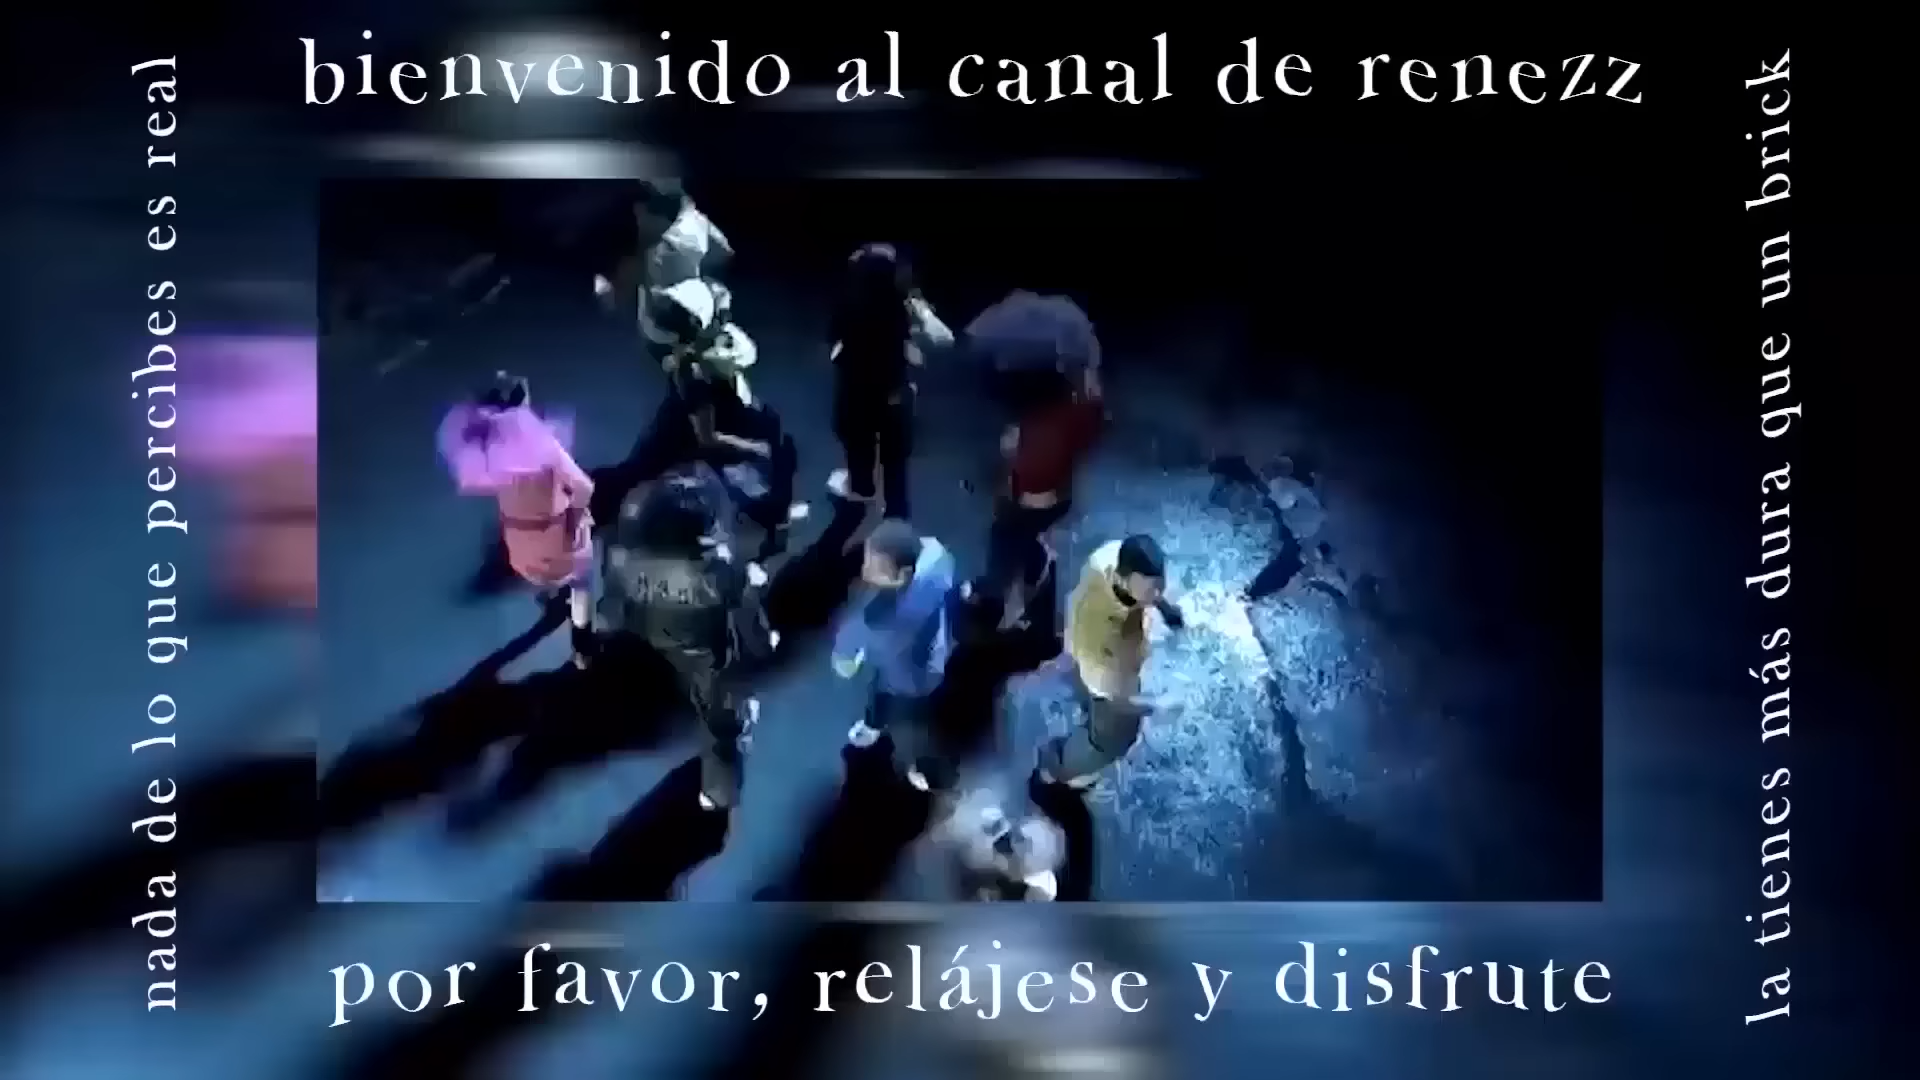 bienvenido al canal de renezz
nada de lo que percibes es real
la tienes más dura que un brick
por favor, relájese y disfrute